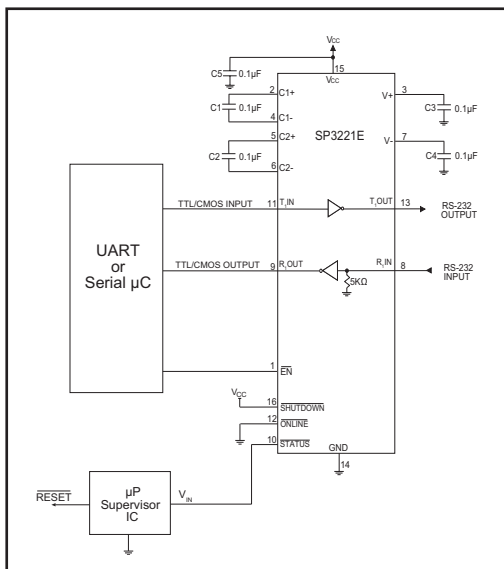 VCC
C5 0.1µF
15
VCC
2 C1+
C1 0.1µF
4 C1-
5 C2+
C2 0.1µF
6 C2-
SP3221E
V+ 3
C3 0.1µF
V- 7
C4 0.1µF
UART
or
Serial µC
TTL/CMOS INPUT 11 T1IN
T1OUT 13 RS-232
OUTPUT
TTL/CMOS OUTPUT 9 R1OUT
R1IN 8 RS-232
INPUT
5KΩ
1 EN
VCC
16 SHUTDOWN
12 ONLINE
10 STATUS
GND
14
RESET
µP
Supervisor
IC
VIN